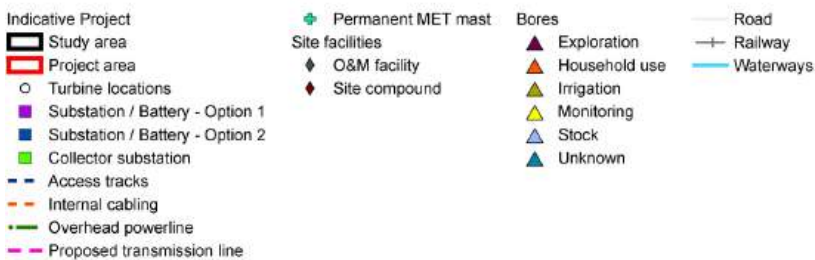 Indicative Project
Study area
Project area
Turbine locations
Substation / Battery - Option 1
Substation / Battery - Option 2
Collector substation
Access tracks
Internal cabling
Overhead powerline
Proposed transmission line
Permanent MET mast
Site facilities
O&M facility
Site compound
Bores
Exploration
Household use
Irrigation
Monitoring
Stock
Unknown
Road
Railway
Waterways